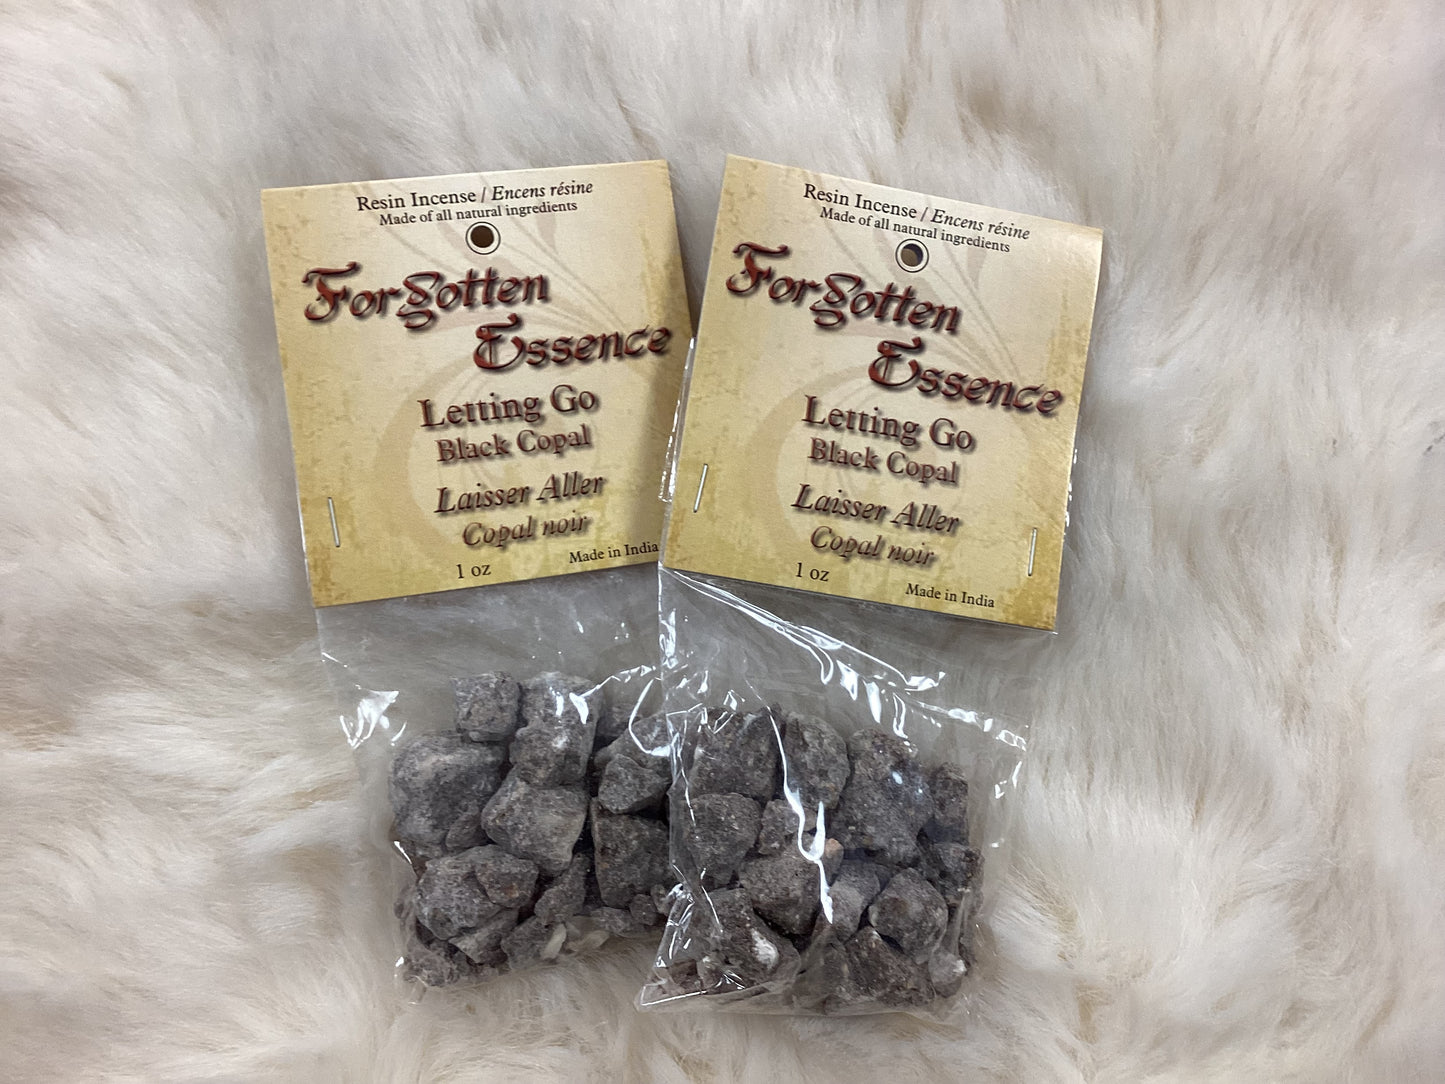 Resin Incense / Encens résine
Made of all natural ingredients
Forgotten
Essence
Letting Go
Black Copal
Laisser Aller
Copal noir
1 oz
Made in India
Resin Incense / Encens résine
Made of all natural ingredients
Forgotten
Essence
Letting Go
Black Copal
Laisser Aller
Copal noir
1 oz
Made in India